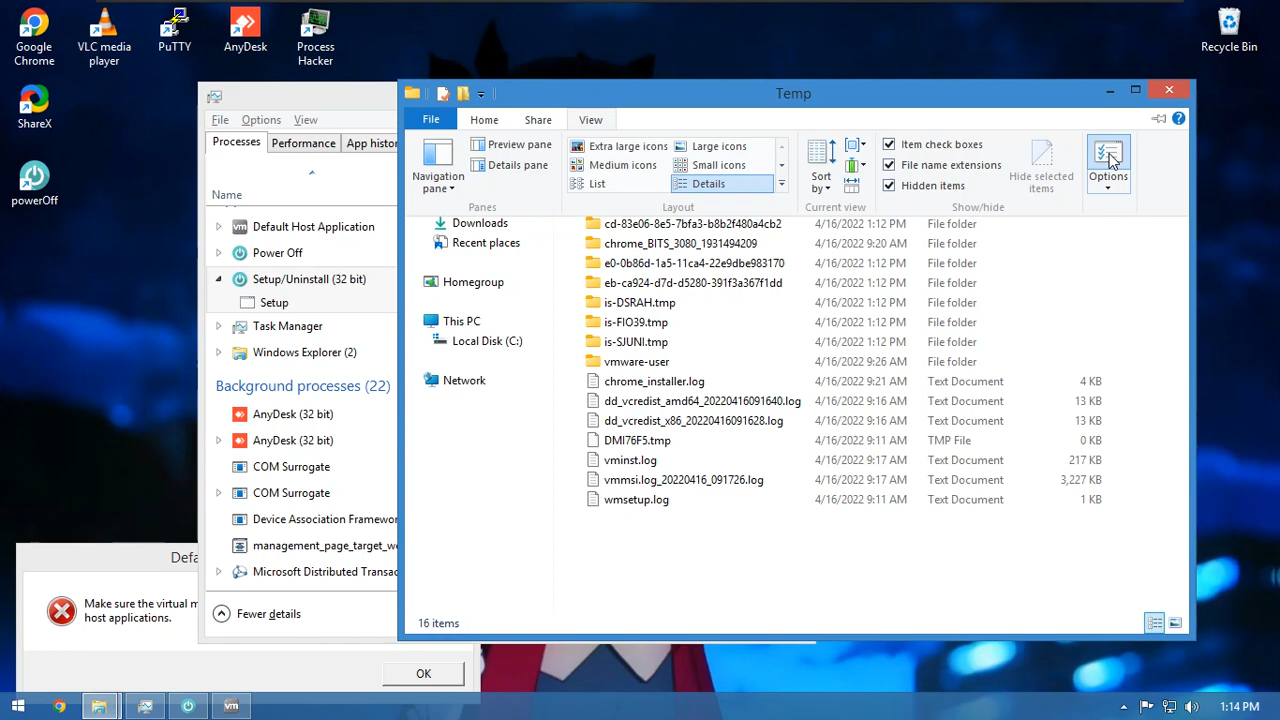 Google
Chrome
VLC media
player
PuTTY
AnyDesk
Process
Hacker
Recycle Bin
ShareX
powerOff
File Options View
Processes Performance App histor
Name
vm Default Host Application
Power Off
Setup/Uninstall (32 bit)
Setup
Task Manager
Windows Explorer (2)
Background processes (22)
AnyDesk (32 bit)
AnyDesk (32 bit)
COM Surrogate
COM Surrogate
Device Association Framewor
management_page_target_we
Microsoft Distributed Transac
Fewer details
Temp
File Home Share View
Navigation
pane
Preview pane
Details pane
Panes
Extra large icons Large icons
Medium icons Small icons
List Details
Layout
Sort
by
Current view
Item check boxes
File name extensions
Hidden items
Hide selected
items
Show/hide
Options
Downloads
Recent places
Homegroup
This PC
Local Disk (C:)
Network
cd-83e06-8e5-7bfa3-b8b2f480a4cb2 4/16/2022 1:12 PM File folder
chrome_BITS_3080_1931494209 4/16/2022 9:20 AM File folder
e0-0b86d-1a5-11ca4-22e9dbe983170 4/16/2022 1:12 PM File folder
eb-ca924-d7d-d5280-391f3a367f1dd 4/16/2022 1:12 PM File folder
is-DSRAH.tmp 4/16/2022 1:12 PM File folder
is-FIO39.tmp 4/16/2022 1:12 PM File folder
is-SJUNI.tmp 4/16/2022 1:12 PM File folder
vmware-user 4/16/2022 9:26 AM File folder
chrome_installer.log 4/16/2022 9:21 AM Text Document 4 KB
dd_vcredist_amd64_20220416091640.log 4/16/2022 9:16 AM Text Document 13 KB
dd_vcredist_x86_20220416091628.log 4/16/2022 9:16 AM Text Document 13 KB
DMI76F5.tmp 4/16/2022 9:11 AM TMP File 0 KB
vminst.log 4/16/2022 9:17 AM Text Document 217 KB
vmmsi.log_20220416_091726.log 4/16/2022 9:17 AM Text Document 3,227 KB
wmsetup.log 4/16/2022 9:11 AM Text Document 1 KB
16 items
Defa
Make sure the virtual m
host applications.
OK
vm
1:14 PM